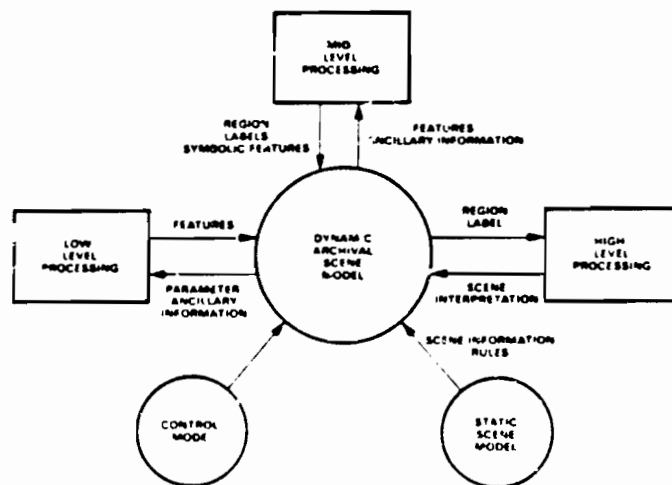 MID
LEVEL
PROCESSING
REGION
LABELS
SYMBOLIC FEATURES
FEATURES
ANCILLARY INFORMATION
LOW
LEVEL
PROCESSING
FEATURES
PARAMETER
ANCILLARY
INFORMATION
DYNAMIC
ARCHIVAL
SCENE
MODEL
REGION
LABEL
SCENE
INTERPRETATION
HIGH
LEVEL
PROCESSING
SCENE INFORMATION
RULES
CONTROL
MODE
STATIC
SCENE
MODEL